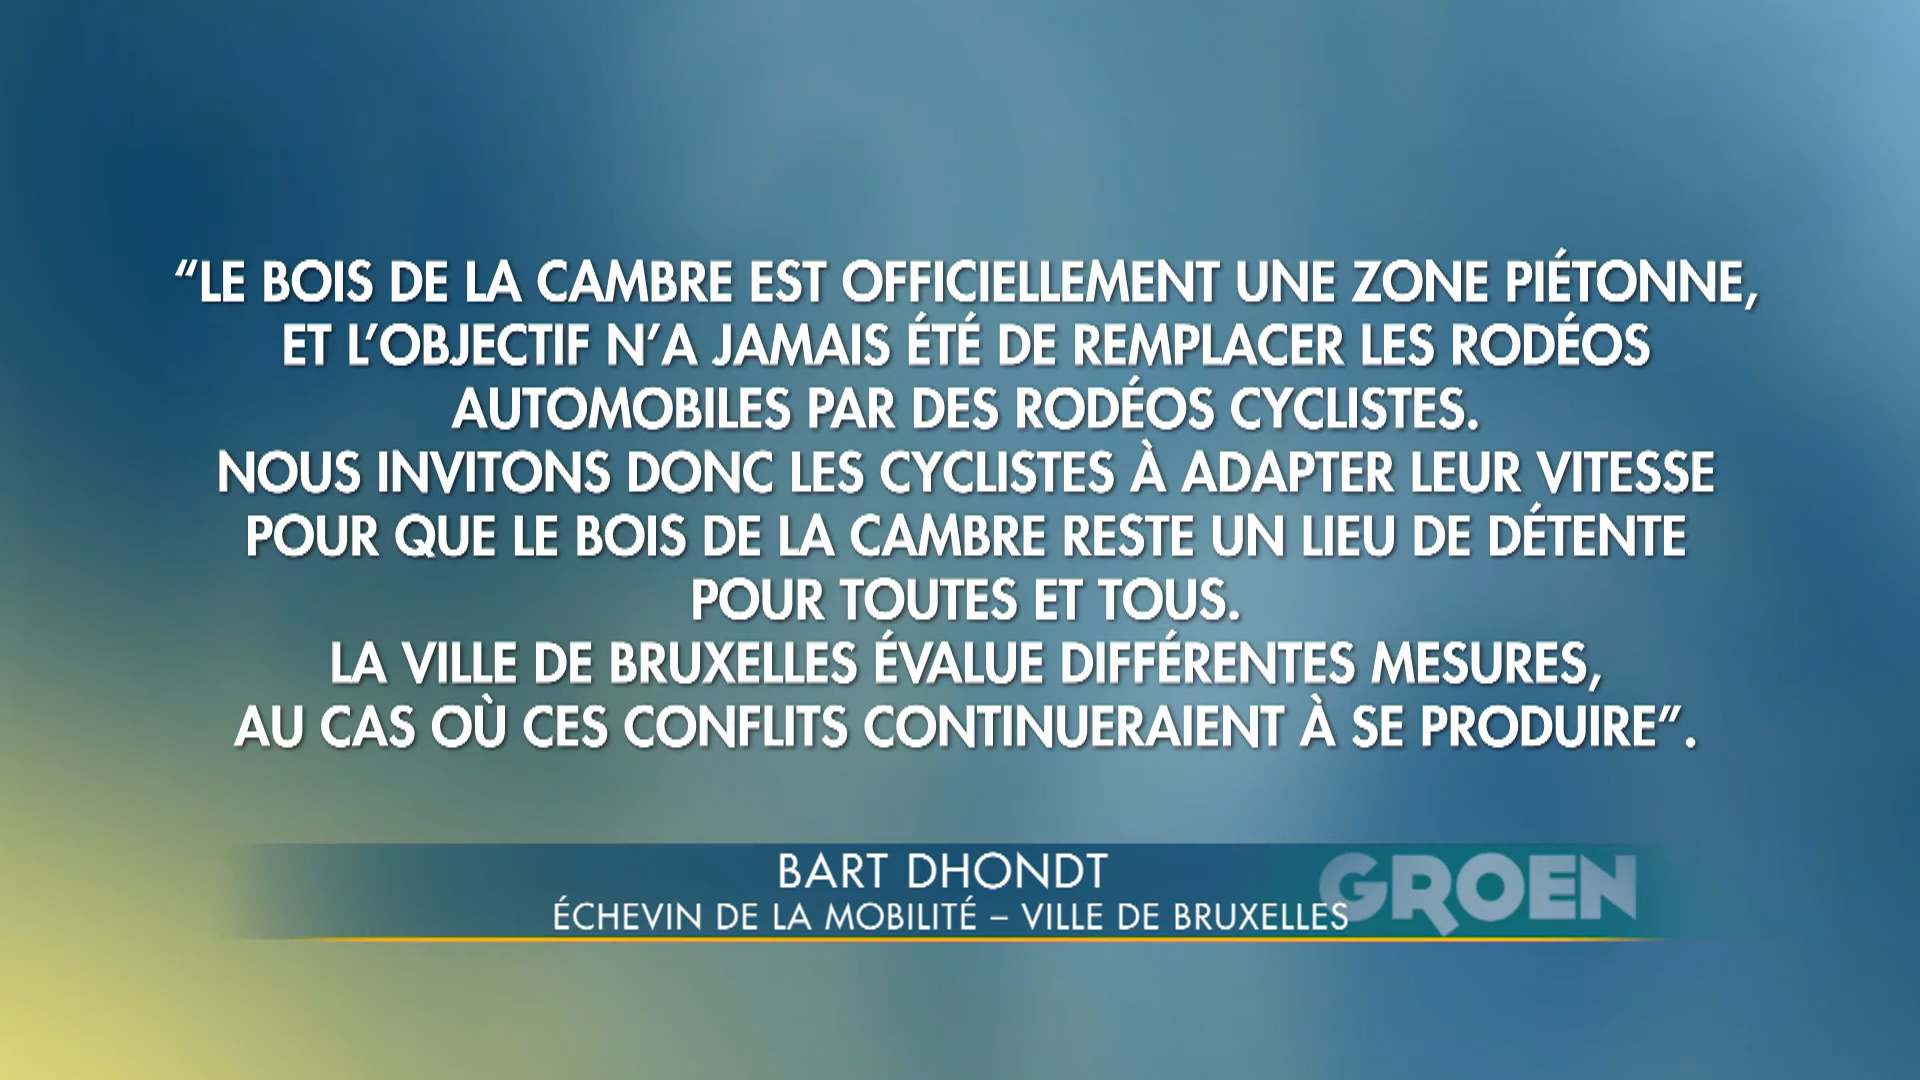 “LE BOIS DE LA CAMBRE EST OFFICIELLEMENT UNE ZONE PIÉTONNE,
ET L’OBJECTIF N’A JAMAIS ÉTÉ DE REMPLACER LES RODÉOS
AUTOMOBILES PAR DES RODÉOS CYCLISTES.
NOUS INVITONS DONC LES CYCLISTES À ADAPTER LEUR VITESSE
POUR QUE LE BOIS DE LA CAMBRE RESTE UN LIEU DE DÉTENTE
POUR TOUTES ET TOUS.
LA VILLE DE BRUXELLES ÉVALUE DIFFÉRENTES MESURES,
AU CAS OÙ CES CONFLITS CONTINUERAIENT À SE PRODUIRE”.
BART DHONDT
ÉCHEVIN DE LA MOBILITÉ – VILLE DE BRUXELLES
GROEN